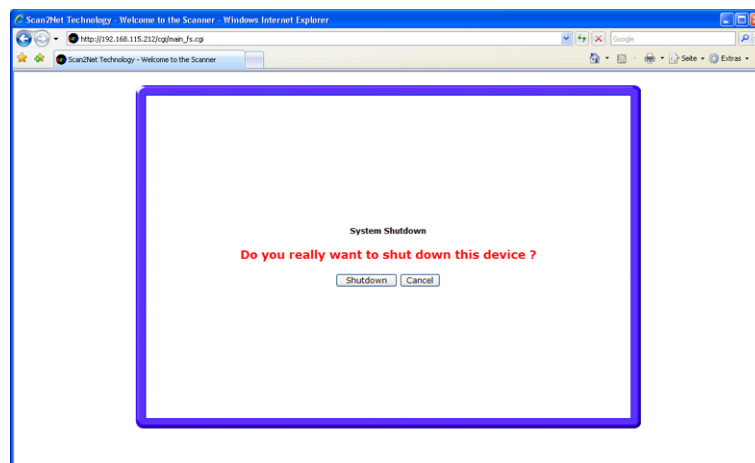 Scan2Net Technology - Welcome to the Scanner - Windows Internet Explorer
http://192.168.115.212/cgi/main_fs.cgi
Google
Scan2Net Technology - Welcome to the Scanner
Seite
Extras
System Shutdown
Do you really want to shut down this device ?
Shutdown Cancel